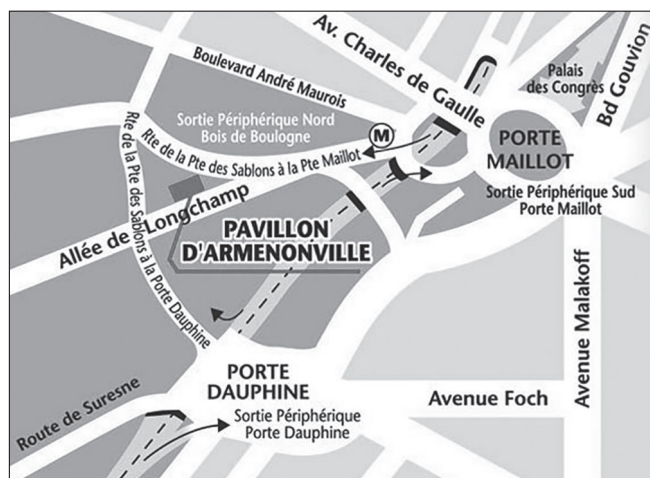 Av. Charles de Gaulle
Boulevard André Maurois
Palais
des Congrès
Bd Gouvion
Sortie Périphérique Nord
Bois de Boulogne
M
PORTE
MAILLOT
Rte de la Pte des Sablons à la Pte Maillot
Rte de la Pte des Sablons à la Porte Dauphine
Sortie Périphérique Sud
Porte Maillot
Allée de Longchamp
PAVILLON
D'ARMENONVILLE
Avenue Malakoff
PORTE
DAUPHINE
Avenue Foch
Route de Suresne
Sortie Périphérique
Porte Dauphine